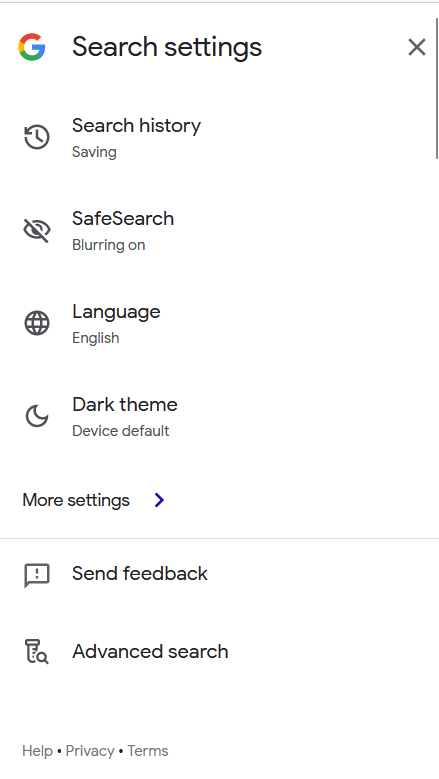 Search settings
Search history
Saving
SafeSearch
Blurring on
Language
English
Dark theme
Device default
More settings
Send feedback
Advanced search
Help • Privacy • Terms